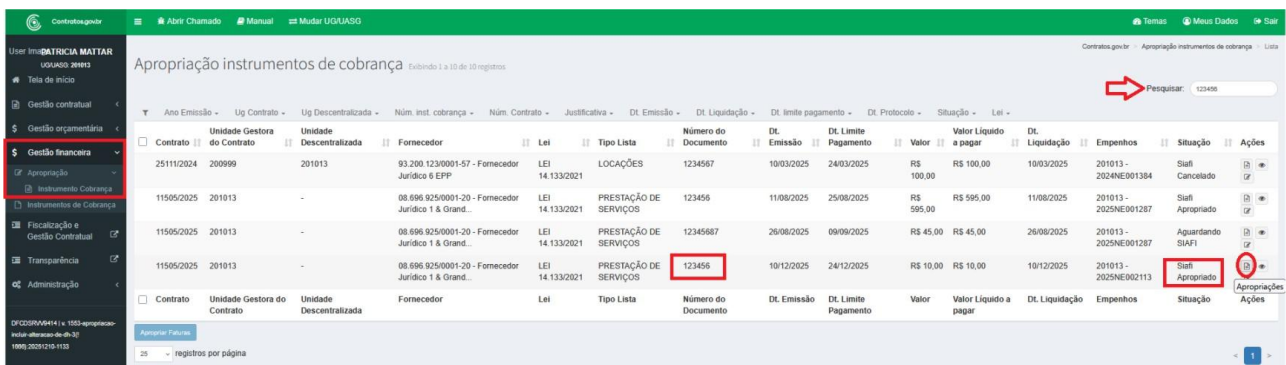 Contratos.gov.br
Abrir Chamado Manual Mudar UG/UASG
Temas Meus Dados Sair
User Ima PATRICIA MATTAR
UG/UASG: 201013
Tela de início
Gestão contratual
Gestão orçamentária
Gestão financeira
Apropriação
Instrumento Cobrança
Instrumentos de Cobrança
Fiscalização e
Gestão Contratual
Transparência
Administração
1666).20251210-1133
Contratos.gov.br > Apropriação instrumentos de cobrança > Lista
Apropriação instrumentos de cobrança Exibindo 1 a 10 de 10 registros
Pesquisar: 123456
Ano Emissão Ug Contrato Ug Descentralizada Núm. inst. cobrança Núm. Contrato Justificativa Dt. Emissão Dt. Liquidação Dt. limite pagamento Dt. Protocolo Situação Lei
Contrato Unidade Gestora do Contrato Unidade Descentralizada Fornecedor Lei Tipo Lista Número do Documento Dt. Emissão Dt. Limite Pagamento Valor Valor Líquido a pagar Dt. Liquidação Empenhos Situação Ações
25111/2024 200999 201013 93.200.123/0001-57 - Fornecedor LEI LOCAÇÕES 1234567 10/03/2025 24/03/2025 R$ R$ 100,00 10/03/2025 201013 - Siafi
Jurídico 6 EPP 14.133/2021 100,00 2024NE001384 Cancelado
11505/2025 201013 - 08.696.925/0001-20 - Fornecedor LEI PRESTAÇÃO DE 123456 11/08/2025 25/08/2025 R$ R$ 595,00 11/08/2025 201013 - Siafi
Jurídico 1 & Grand... 14.133/2021 SERVIÇOS 595,00 2025NE001287 Apropriado
11505/2025 201013 - 08.696.925/0001-20 - Fornecedor LEI PRESTAÇÃO DE 12345687 26/08/2025 09/09/2025 R$ 45,00 R$ 45,00 26/08/2025 201013 - Aguardando
Jurídico 1 & Grand... 14.133/2021 SERVIÇOS 2025NE001287 SIAFI
11505/2025 201013 - 08.696.925/0001-20 - Fornecedor LEI PRESTAÇÃO DE 123456 10/12/2025 24/12/2025 R$ 10,00 R$ 10,00 10/12/2025 201013 - Siafi
Jurídico 1 & Grand... 14.133/2021 SERVIÇOS 2025NE002113 Apropriado
Apropriações
Contrato Unidade Gestora do Contrato Unidade Descentralizada Fornecedor Lei Tipo Lista Número do Documento Dt. Emissão Dt. Limite Pagamento Valor Valor Líquido a pagar Dt. Liquidação Empenhos Situação Ações
Apropriar Faturas
25 registros por página
< 1 >